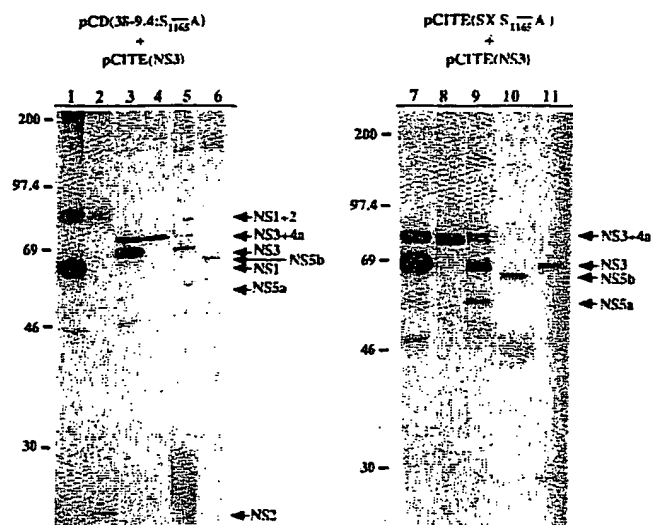 pCD(38-9.4:S1165A)
+
pCITE(NS3)
1 2 3 4 5 6
200
97.4
69
46
30
NS1+2
NS3+4a
NS3
NS5b
NS1
NS5a
NS2
pCITE(SX S1165A)
+
pCITE(NS3)
7 8 9 10 11
200
97.4
69
46
30
NS3+4a
NS3
NS5b
NS5a